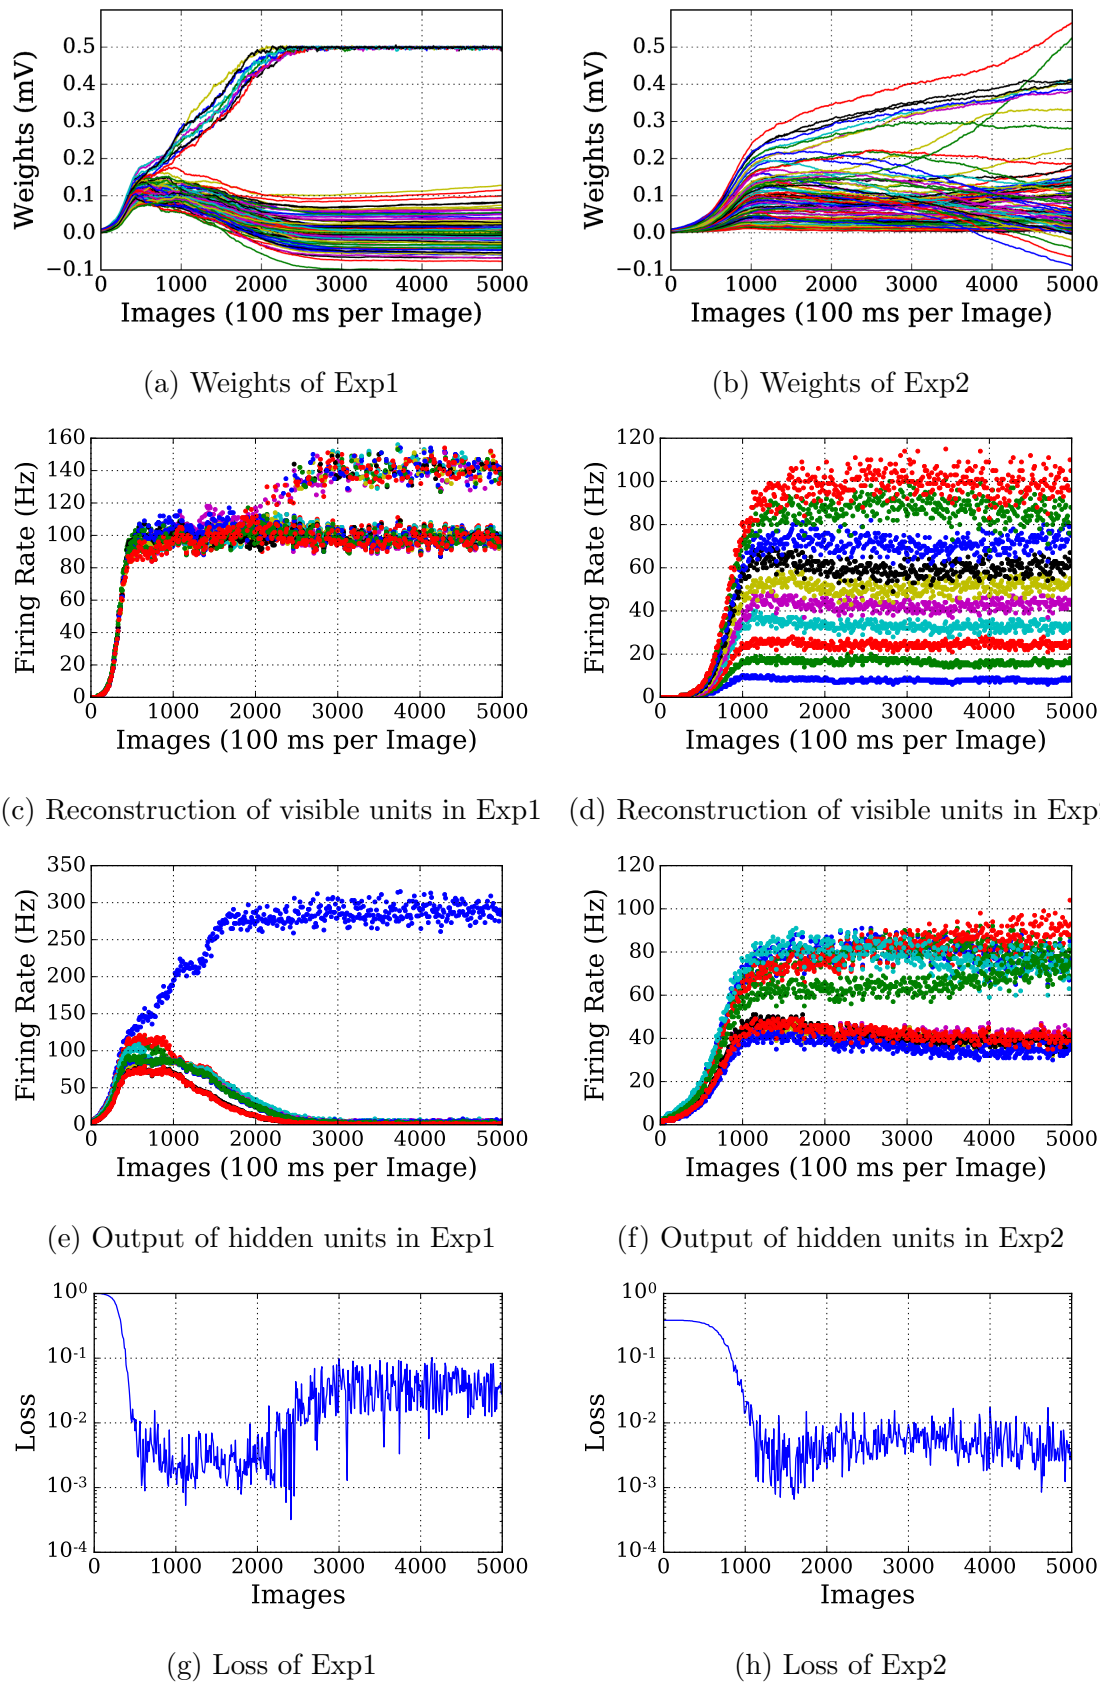 Weights (mV)
0.5
0.4
0.3
0.2
0.1
0.0
−0.1
0 1000 2000 3000 4000 5000
Images (100 ms per Image)
(a) Weights of Exp1
Weights (mV)
0.5
0.4
0.3
0.2
0.1
0.0
−0.1
0 1000 2000 3000 4000 5000
Images (100 ms per Image)
(b) Weights of Exp2
Firing Rate (Hz)
160
140
120
100
80
60
40
20
0
0 1000 2000 3000 4000 5000
Images (100 ms per Image)
(c) Reconstruction of visible units in Exp1
Firing Rate (Hz)
120
100
80
60
40
20
0
0 1000 2000 3000 4000 5000
Images (100 ms per Image)
(d) Reconstruction of visible units in Exp
Firing Rate (Hz)
350
300
250
200
150
100
50
0
0 1000 2000 3000 4000 5000
Images (100 ms per Image)
(e) Output of hidden units in Exp1
Firing Rate (Hz)
120
100
80
60
40
20
0
0 1000 2000 3000 4000 5000
Images (100 ms per Image)
(f) Output of hidden units in Exp2
Loss
10⁰
10⁻¹
10⁻²
10⁻³
10⁻⁴
0 1000 2000 3000 4000 5000
Images
(g) Loss of Exp1
Loss
10⁰
10⁻¹
10⁻²
10⁻³
10⁻⁴
0 1000 2000 3000 4000 5000
Images
(h) Loss of Exp2